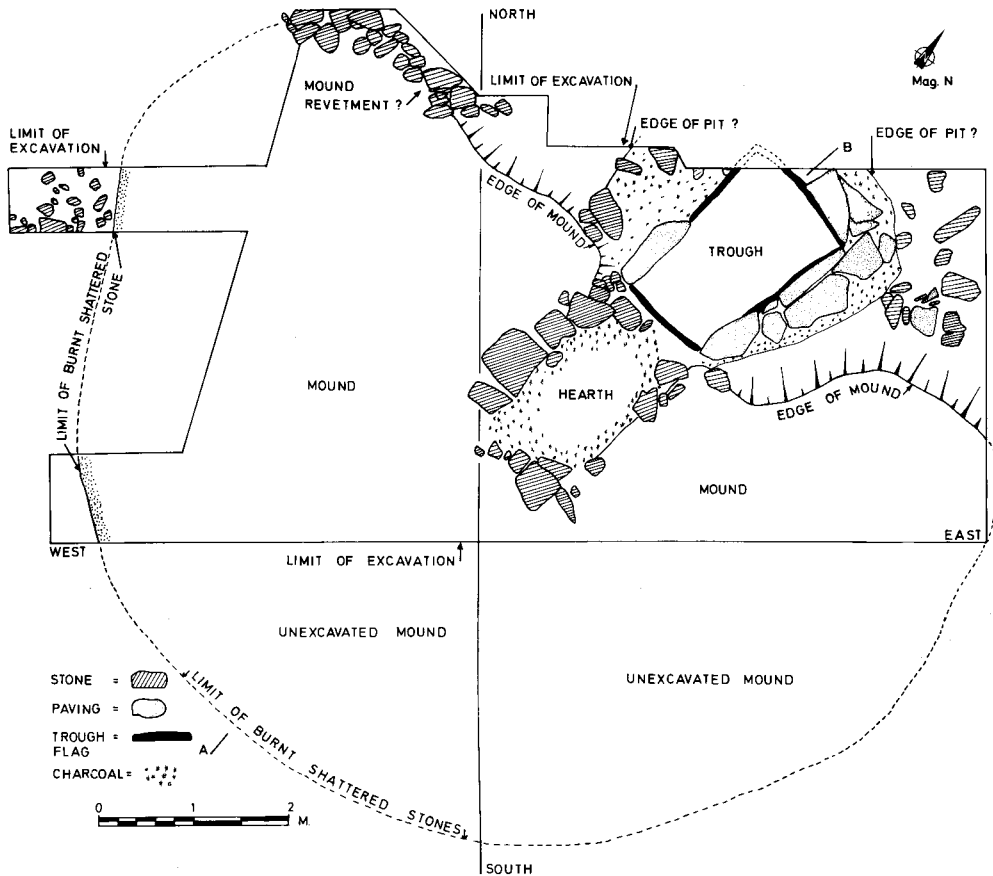 NORTH
Mag. N
LIMIT OF EXCAVATION
MOUND
REVETMENT ?
EDGE OF PIT ?
LIMIT OF
EXCAVATION
B
EDGE OF PIT ?
EDGE OF MOUND
TROUGH
LIMIT OF BURNT SHATTERED
STONE
MOUND
HEARTH
EDGE OF MOUND
MOUND
WEST
EAST
LIMIT OF EXCAVATION
UNEXCAVATED MOUND
UNEXCAVATED MOUND
LIMIT OF BURNT SHATTERED STONES
STONE =
PAVING =
TROUGH =
FLAG
A
CHARCOAL=
0 1 2
M.
SOUTH